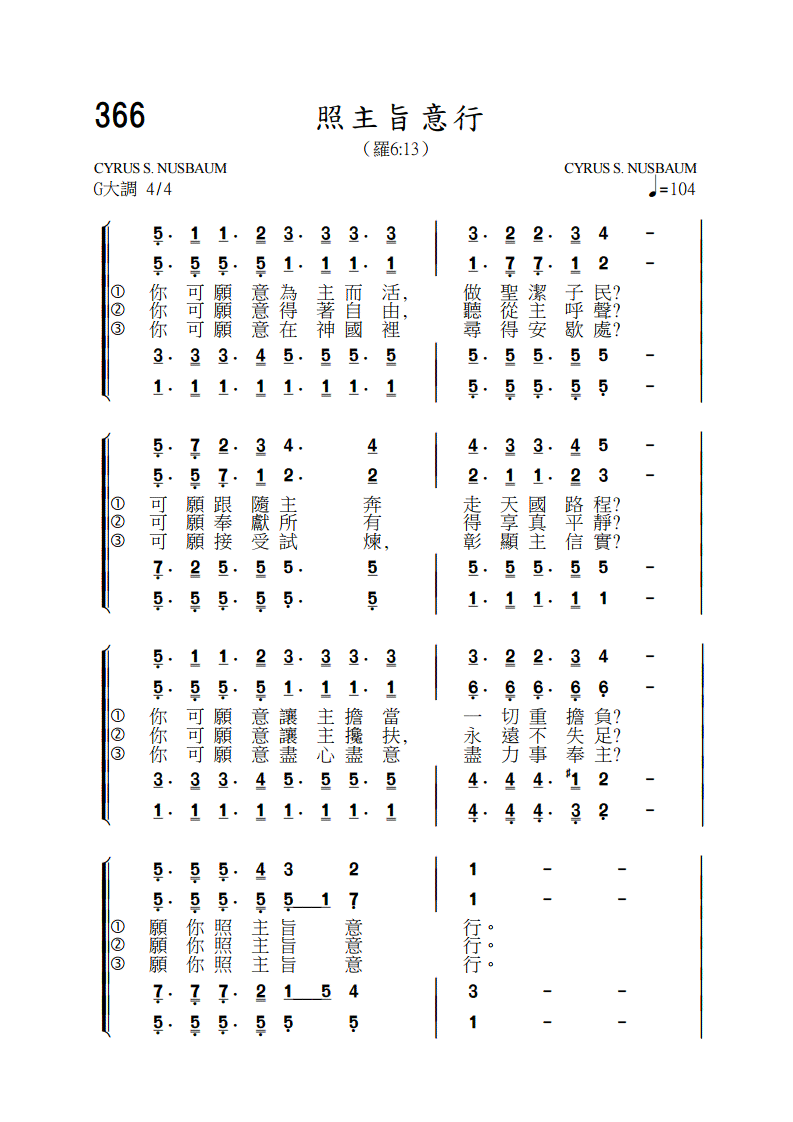 366
照主旨意行
（羅6:13）
CYRUS S. NUSBAUM CYRUS S. NUSBAUM
G大調 4/4 ♩=104
5. 1 1. 2 3. 3 3. 3 | 3. 2 2. 3 4 - |
5. 5 5. 5 1. 1 1. 1 | 1. 7 7. 1 2 - |
① 你可願意為主而活, 做聖潔子民?
② 你可願意得著自由, 聽從主呼聲?
③ 你可願意在神國裡 尋得安歇處?
3. 3 3. 4 5. 5 5. 5 | 5. 5 5. 5 5 - |
1. 1 1. 1 1. 1 1. 1 | 5. 5 5. 5 5. - |
5. 7 2. 3 4. 4 | 4. 3 3. 4 5 - |
5. 5 7. 1 2. 2 | 2. 1 1. 2 3 - |
① 可願跟隨主奔 走天國路程?
② 可願奉獻所有 得享真平靜?
③ 可願接受試煉, 彰顯主信實?
7. 2 5. 5 5. 5 | 5. 5 5. 5 5 - |
5. 5 5. 5 5. 5 | 1. 1 1. 1 1 - |
5. 1 1. 2 3. 3 3. 3 | 3. 2 2. 3 4 - |
5. 5 5. 5 1. 1 1. 1 | 6. 6 6. 6 6 - |
① 你可願意讓主擔當 一切重擔負?
② 你可願意讓主攙扶, 永遠不失足?
③ 你可願意盡心盡意 盡力事奉主?
3. 3 3. 4 5. 5 5. 5 | 4. 4 4. ♯1 2 - |
1. 1 1. 1 1. 1 1. 1 | 4. 4 4. 3 2 - |
5. 5 5. 4 3 2 | 1 - - |
5. 5 5. 5 5 1 7 | 1 - - |
① 願你照主旨意 行。
② 願你照主旨意 行。
③ 願你照主旨意 行。
7. 7 7. 2 1 5 4 | 3 - - |
5. 5 5. 5 5 5 | 1 - - |